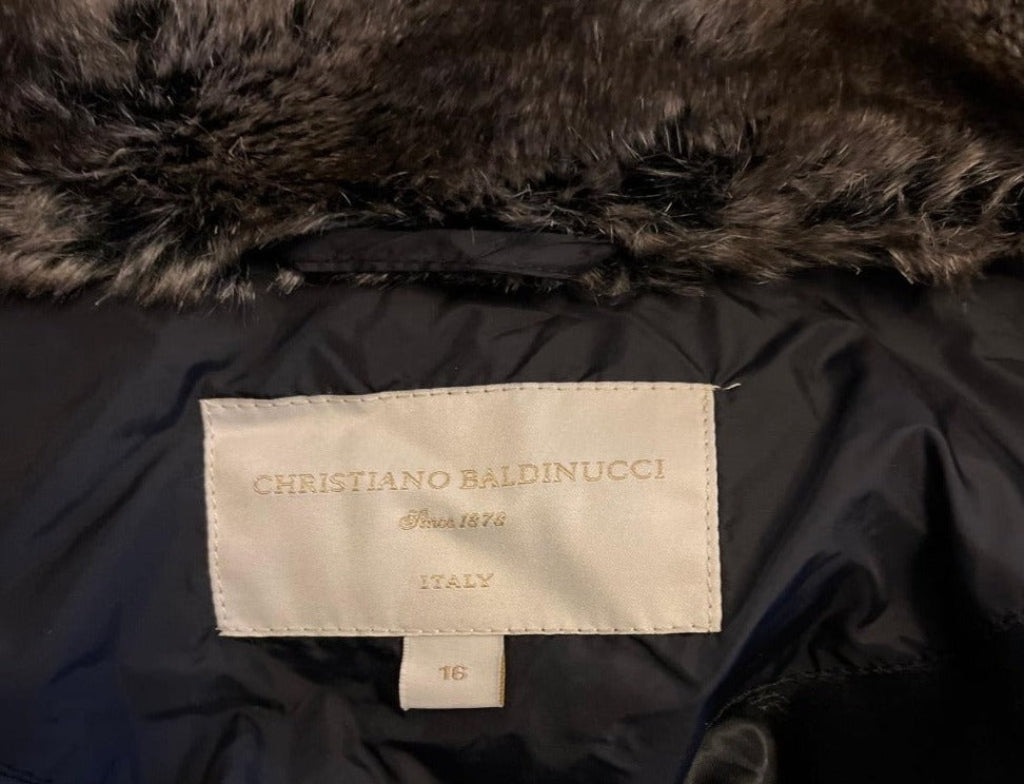 CHRISTIANO BALDINUCCI
Since 1878
ITALY
16